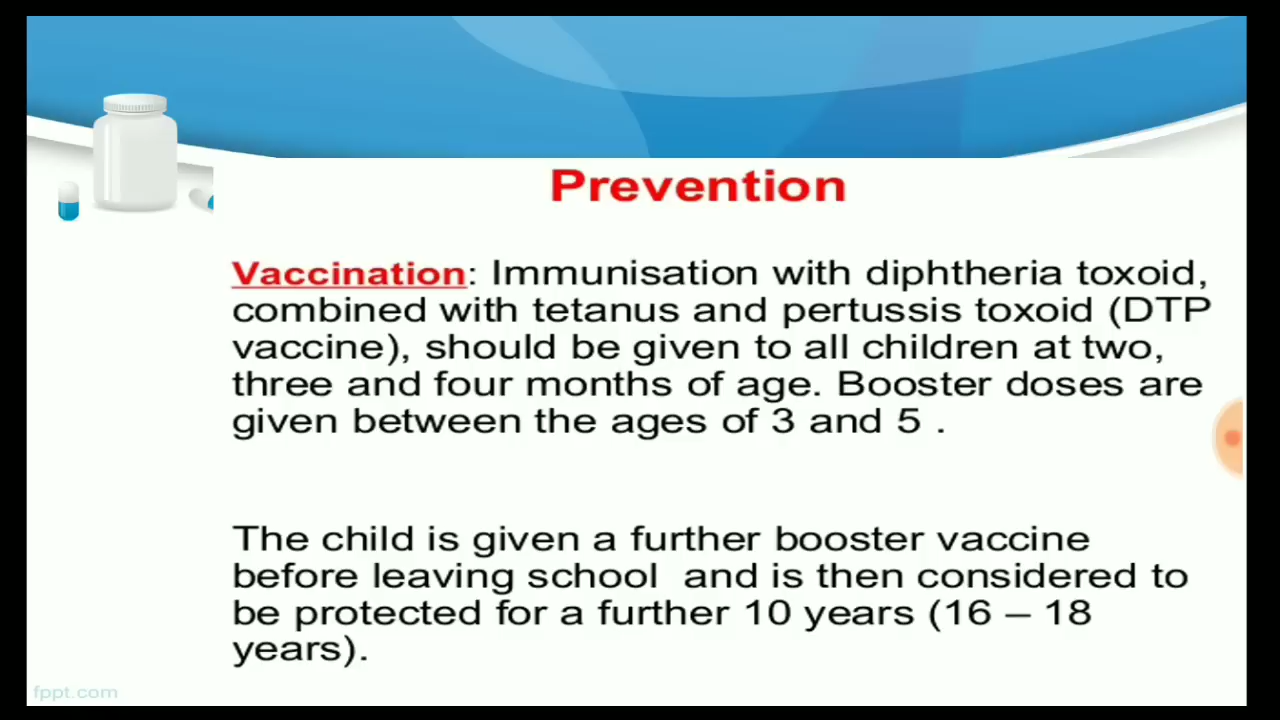 Prevention
Vaccination: Immunisation with diphtheria toxoid,
combined with tetanus and pertussis toxoid (DTP
vaccine), should be given to all children at two,
three and four months of age. Booster doses are
given between the ages of 3 and 5 .
The child is given a further booster vaccine
before leaving school  and is then considered to
be protected for a further 10 years (16 – 18
years).
fppt.com